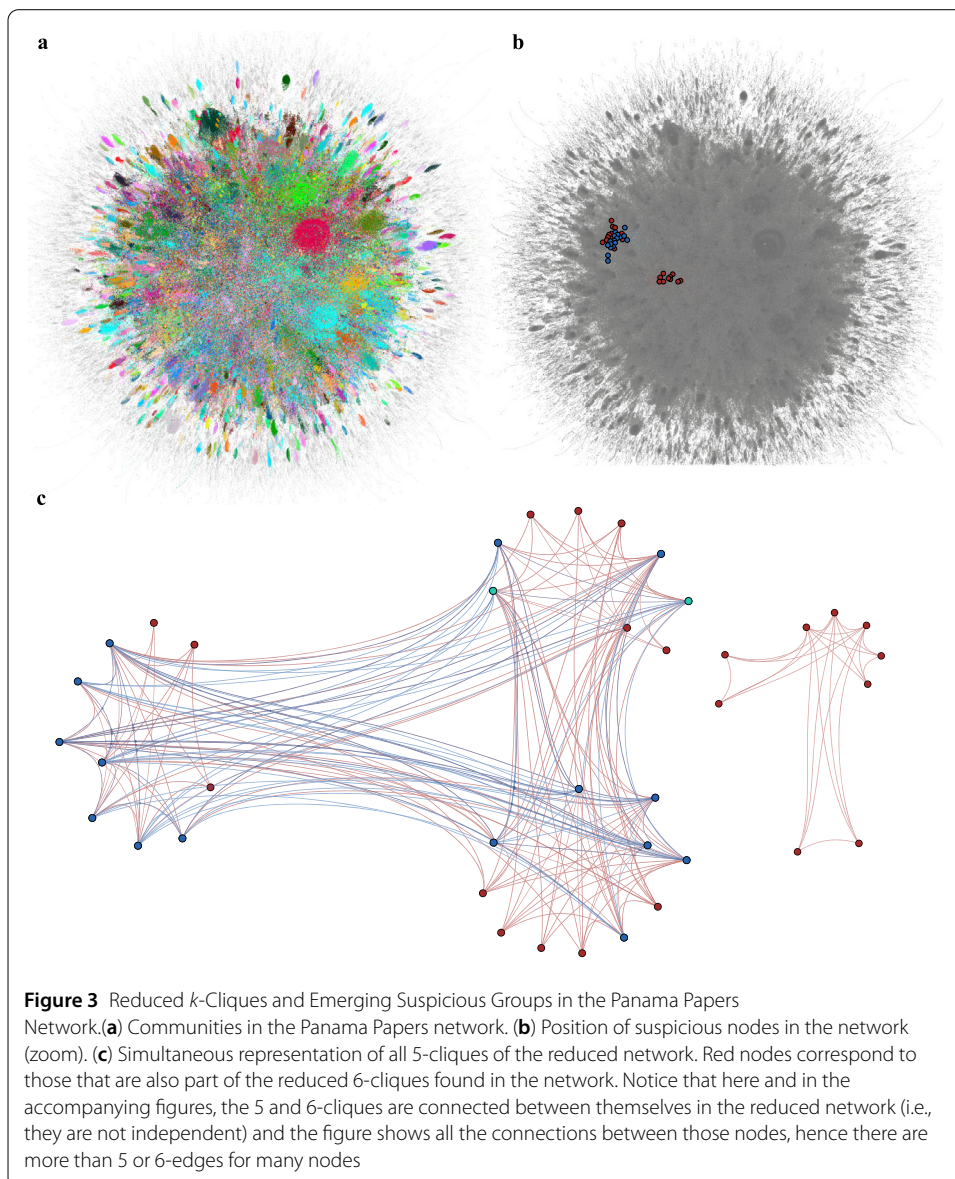 a
b
c
Figure 3 Reduced k-Cliques and Emerging Suspicious Groups in the Panama Papers
Network.(a) Communities in the Panama Papers network. (b) Position of suspicious nodes in the network
(zoom). (c) Simultaneous representation of all 5-cliques of the reduced network. Red nodes correspond to
those that are also part of the reduced 6-cliques found in the network. Notice that here and in the
accompanying figures, the 5 and 6-cliques are connected between themselves in the reduced network (i.e.,
they are not independent) and the figure shows all the connections between those nodes, hence there are
more than 5 or 6-edges for many nodes